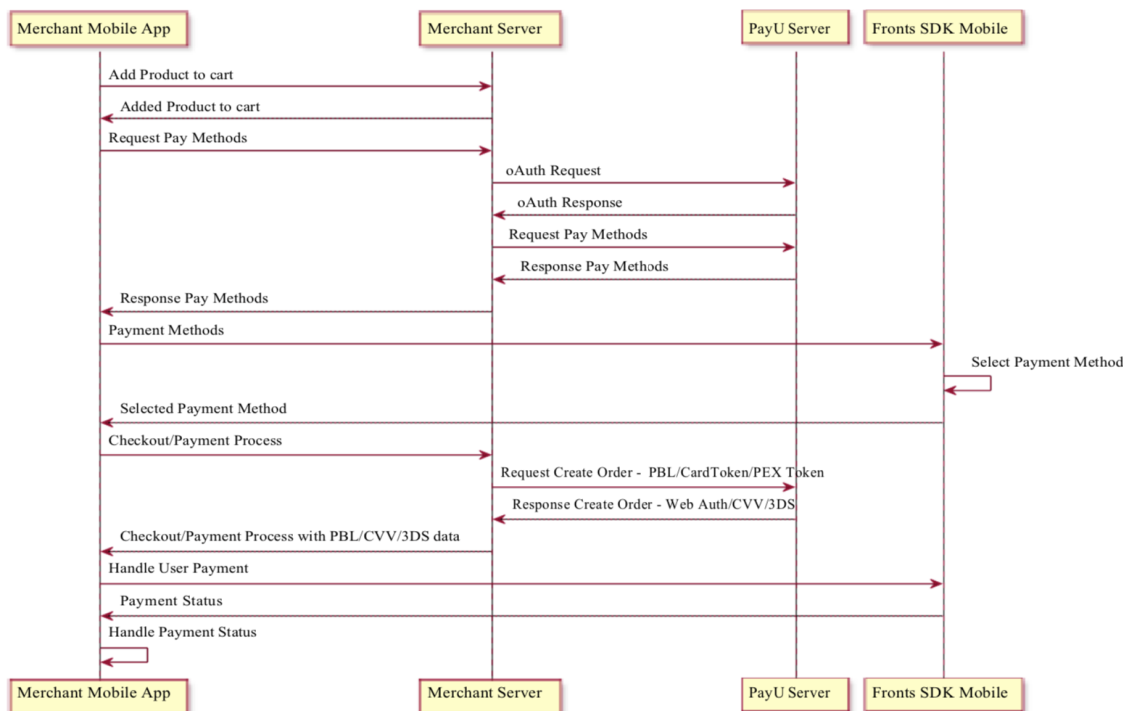 Merchant Mobile App
Merchant Server
PayU Server
Fronts SDK Mobile
Add Product to cart
Added Product to cart
Request Pay Methods
oAuth Request
oAuth Response
Request Pay Methods
Response Pay Methods
Response Pay Methods
Payment Methods
Select Payment Method
Selected Payment Method
Checkout/Payment Process
Request Create Order - PBL/CardToken/PEX Token
Response Create Order - Web Auth/CVV/3DS
Checkout/Payment Process with PBL/CVV/3DS data
Handle User Payment
Payment Status
Handle Payment Status
Merchant Mobile App
Merchant Server
PayU Server
Fronts SDK Mobile